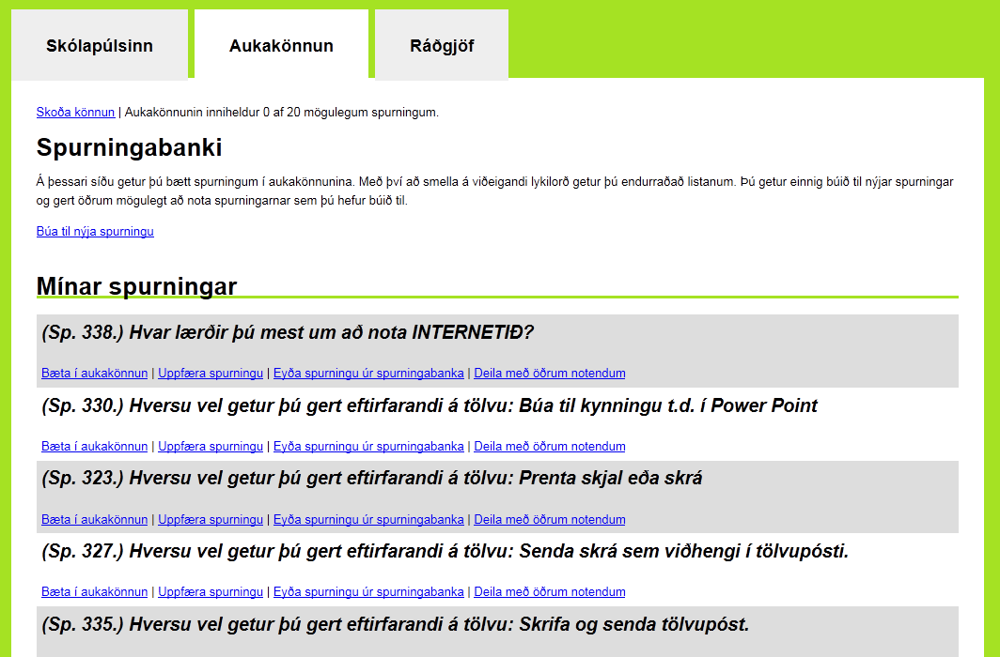 Skólapúlsinn
Aukakönnun
Ráðgjöf
Skoða könnun | Aukakönnunin inniheldur 0 af 20 mögulegum spurningum.
Spurningabanki
Á þessari síðu getur þú bætt spurningum í aukakönnunina. Með því að smella á viðeigandi lykilorð getur þú endurraðað listanum. Þú getur einnig búið til nýjar spurningar
og gert öðrum mögulegt að nota spurningarnar sem þú hefur búið til.
Búa til nýja spurningu
Mínar spurningar
(Sp. 338.) Hvar lærðir þú mest um að nota INTERNETIÐ?
Bæta í aukakönnun | Uppfæra spurningu | Eyða spurningu úr spurningabanka | Deila með öðrum notendum
(Sp. 330.) Hversu vel getur þú gert eftirfarandi á tölvu: Búa til kynningu t.d. í Power Point
Bæta í aukakönnun | Uppfæra spurningu | Eyða spurningu úr spurningabanka | Deila með öðrum notendum
(Sp. 323.) Hversu vel getur þú gert eftirfarandi á tölvu: Prenta skjal eða skrá
Bæta í aukakönnun | Uppfæra spurningu | Eyða spurningu úr spurningabanka | Deila með öðrum notendum
(Sp. 327.) Hversu vel getur þú gert eftirfarandi á tölvu: Senda skrá sem viðhengi í tölvupósti.
Bæta í aukakönnun | Uppfæra spurningu | Eyða spurningu úr spurningabanka | Deila með öðrum notendum
(Sp. 335.) Hversu vel getur þú gert eftirfarandi á tölvu: Skrifa og senda tölvupóst.